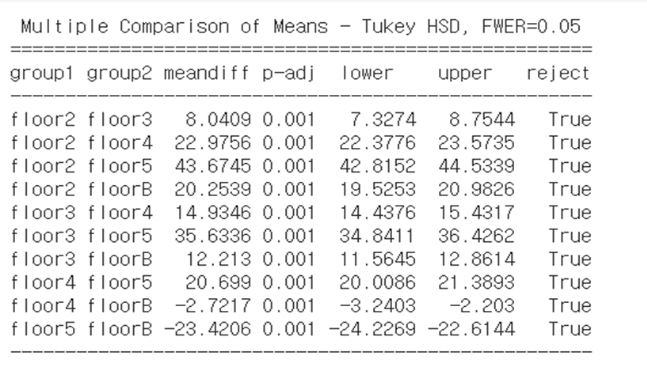 Multiple Comparison of Means - Tukey HSD, FWER=0.05
=====================================================
group1 group2 meandiff p-adj lower upper reject
-----------------------------------------------------
floor2 floor3 8.0409 0.001 7.3274 8.7544 True
floor2 floor4 22.9756 0.001 22.3776 23.5735 True
floor2 floor5 43.6745 0.001 42.8152 44.5339 True
floor2 floorB 20.2539 0.001 19.5253 20.9826 True
floor3 floor4 14.9346 0.001 14.4376 15.4317 True
floor3 floor5 35.6336 0.001 34.8411 36.4262 True
floor3 floorB 12.213 0.001 11.5645 12.8614 True
floor4 floor5 20.699 0.001 20.0086 21.3893 True
floor4 floorB -2.7217 0.001 -3.2403 -2.203 True
floor5 floorB -23.4206 0.001 -24.2269 -22.6144 True
-----------------------------------------------------